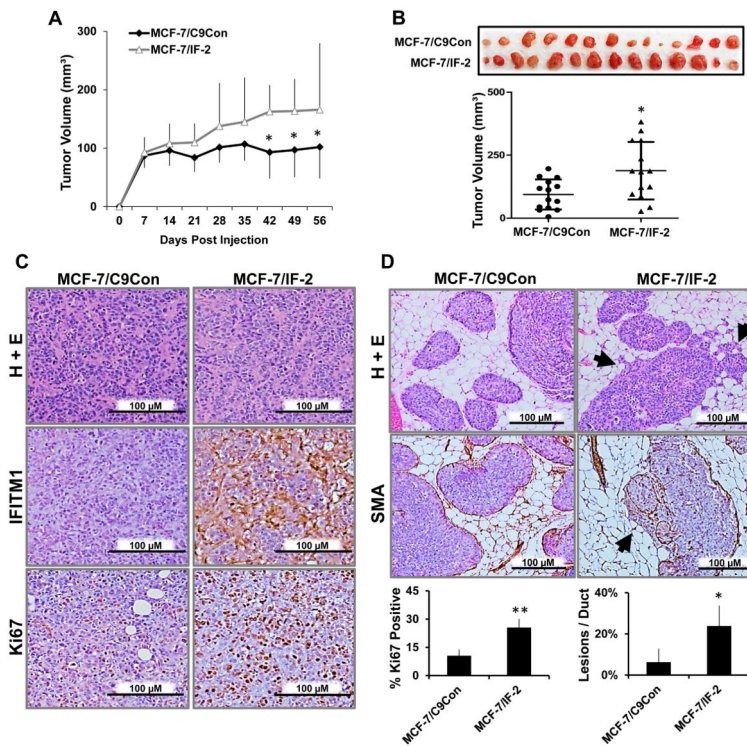 A
MCF-7/C9Con
MCF-7/IF-2
300
200
100
0
Tumor Volume (mm³)
*
*
*
0 7 14 21 28 35 42 49 56
Days Post Injection
B
MCF-7/C9Con
MCF-7/IF-2
500
250
0
Tumor Volume (mm³)
*
MCF-7/C9Con
MCF-7/IF-2
C
MCF-7/C9Con
MCF-7/IF-2
H + E
100 µM
100 µM
IFITM1
100 µM
100 µM
Ki67
100 µM
100 µM
D
MCF-7/C9Con
MCF-7/IF-2
H + E
100 µM
100 µM
SMA
100 µM
100 µM
% Ki67 Positive
45
30
15
0
**
MCF-7/C9Con
MCF-7/IF-2
Lesions / Duct
40%
20%
0%
*
MCF-7/C9Con
MCF-7/IF-2